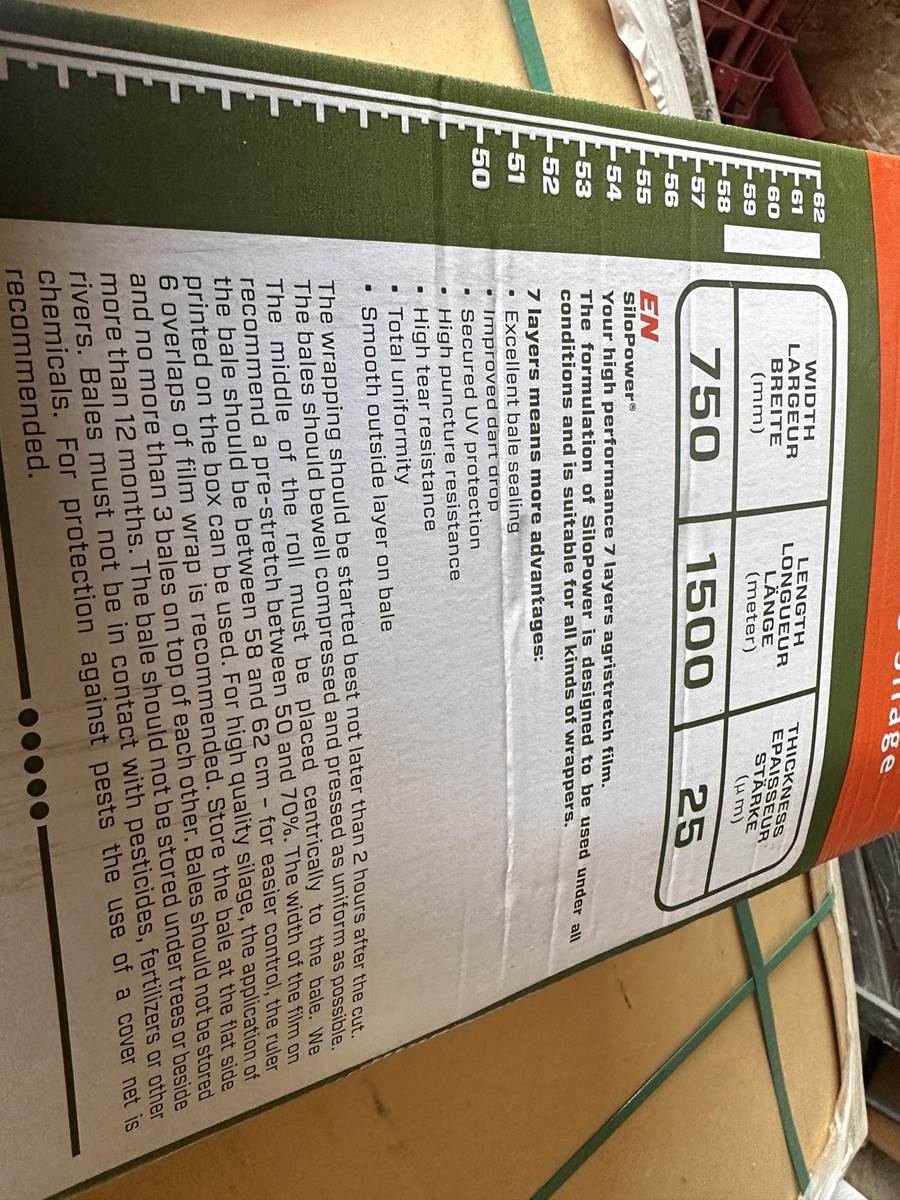 silage
62
61
60
59
58
57
56
55
54
53
52
51
50
WIDTH
LARGEUR
BREITE
(mm)
LENGTH
LONGUEUR
LÄNGE
(meter)
THICKNESS
EPAISSEUR
STÄRKE
(µm)
750
1500
25
EN
SiloPower®
Your high performance 7 layers agristretch film.
The formulation of SiloPower is designed to be used under all
conditions and is suitable for all kinds of wrappers.
7 layers means more advantages:
• Excellent bale sealing
• Improved dart drop
• Secured UV protection
• High puncture resistance
• High tear resistance
• Total uniformity
• Smooth outside layer on bale
The wrapping should be started best not later than 2 hours after the cut.
The bales should be well compressed and pressed as uniform as possible.
The middle of the roll must be placed centrically to the bale. We
recommend a pre-stretch between 50 and 70%. The width of the film on
the bale should be between 58 and 62 cm - for easier control, the ruler
printed on the box can be used. For high quality silage, the application of
6 overlaps of film wrap is recommended. Store the bale at the flat side
and no more than 3 bales on top of each other. Bales should not be stored
more than 12 months. The bale should not be stored under trees or beside
rivers. Bales must not be in contact with pesticides, fertilizers or other
chemicals. For protection against pests the use of a cover net is
recommended.